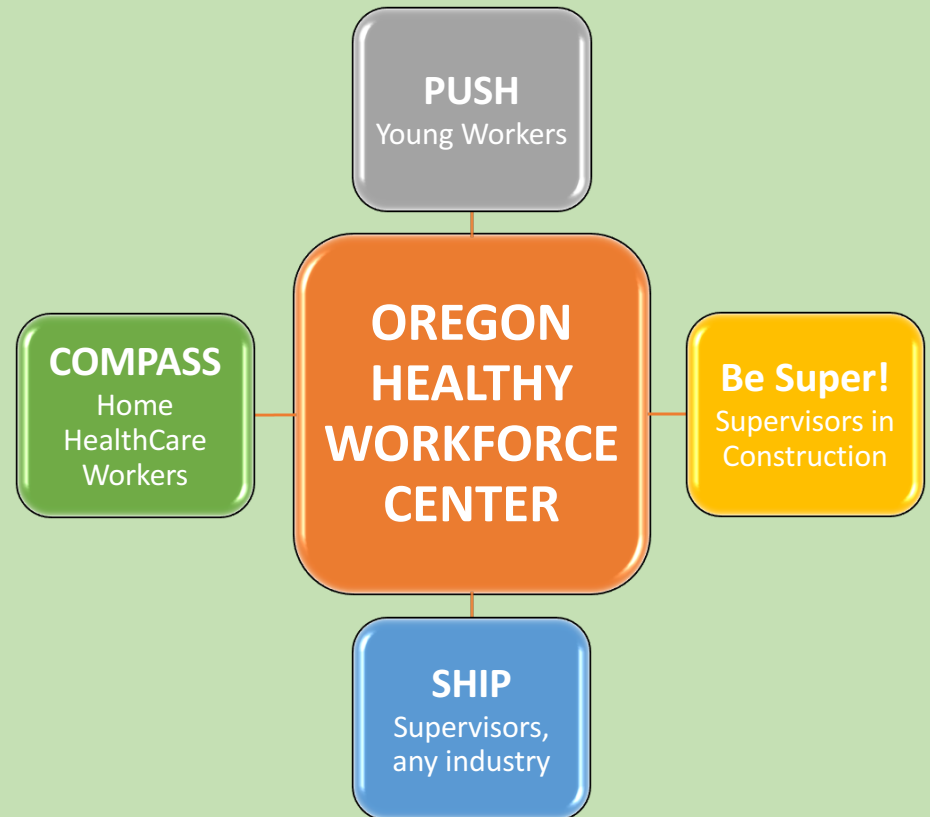 PUSH
Young Workers
COMPASS
Home
HealthCare
Workers
OREGON
HEALTHY
WORKFORCE
CENTER
Be Super!
Supervisors in
Construction
SHIP
Supervisors,
any industry